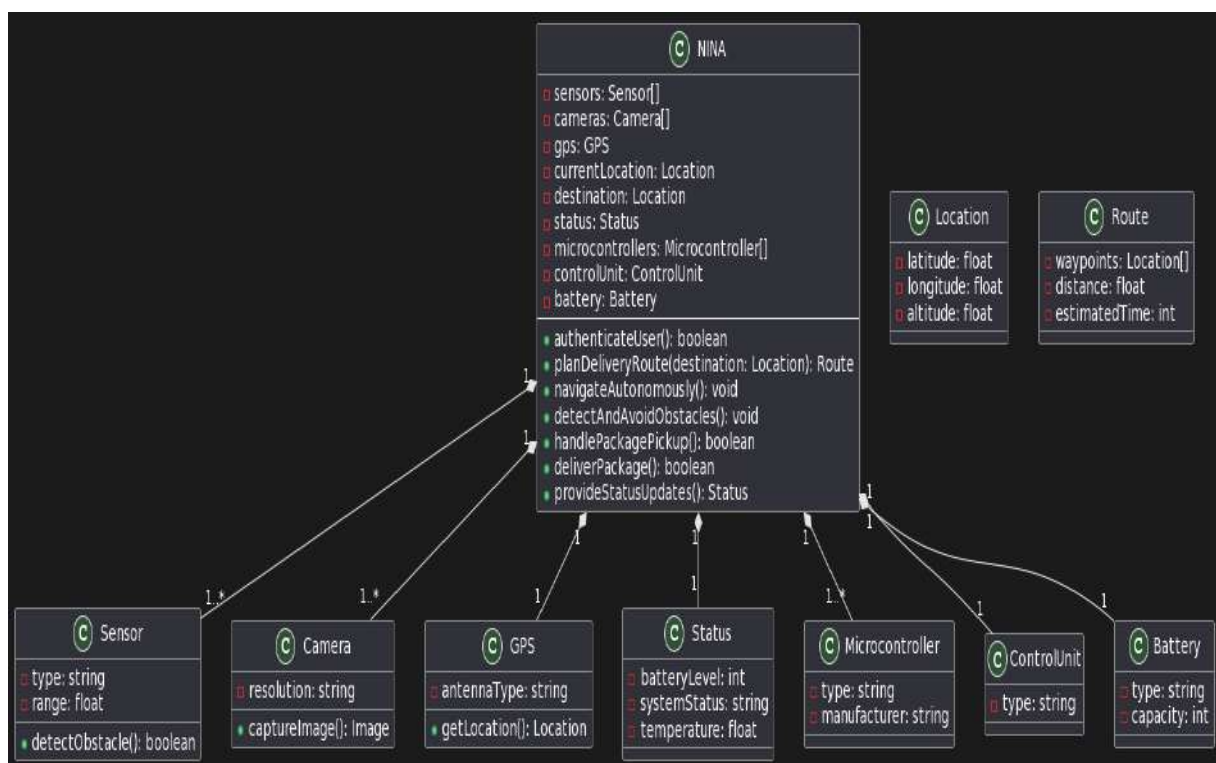 C NINA
sensors: Sensor[]
cameras: Camera[]
gps: GPS
currentLocation: Location
destination: Location
status: Status
microcontrollers: Microcontroller[]
controlUnit: ControlUnit
battery: Battery
authenticateUser(): boolean
planDeliveryRoute(destination: Location): Route
navigateAutonomously(): void
detectAndAvoidObstacles(): void
handlePackagePickup(): boolean
deliverPackage(): boolean
provideStatusUpdates(): Status
C Location
latitude: float
longitude: float
altitude: float
C Route
waypoints: Location[]
distance: float
estimatedTime: int
1
1
1
1
1
1
1
1..*
1..*
1
1
1..*
1
1
C Sensor
type: string
range: float
detectObstacle(): boolean
C Camera
resolution: string
captureImage(): Image
C GPS
antennaType: string
getLocation(): Location
C Status
batteryLevel: int
systemStatus: string
temperature: float
C Microcontroller
type: string
manufacturer: string
C ControlUnit
type: string
C Battery
type: string
capacity: int